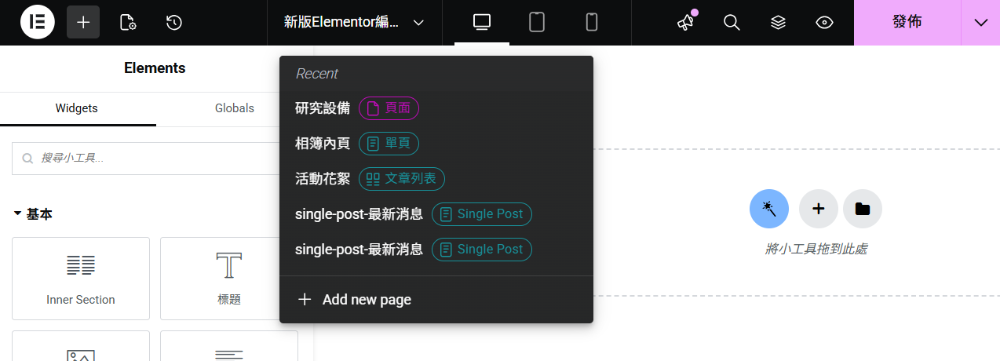 新版Elementor編...
發佈
Elements
Widgets
Globals
搜尋小工具...
基本
Inner Section
標題
Recent
研究設備 頁面
相簿內頁 單頁
活動花絮 文章列表
single-post-最新消息 Single Post
single-post-最新消息 Single Post
Add new page
將小工具拖到此處